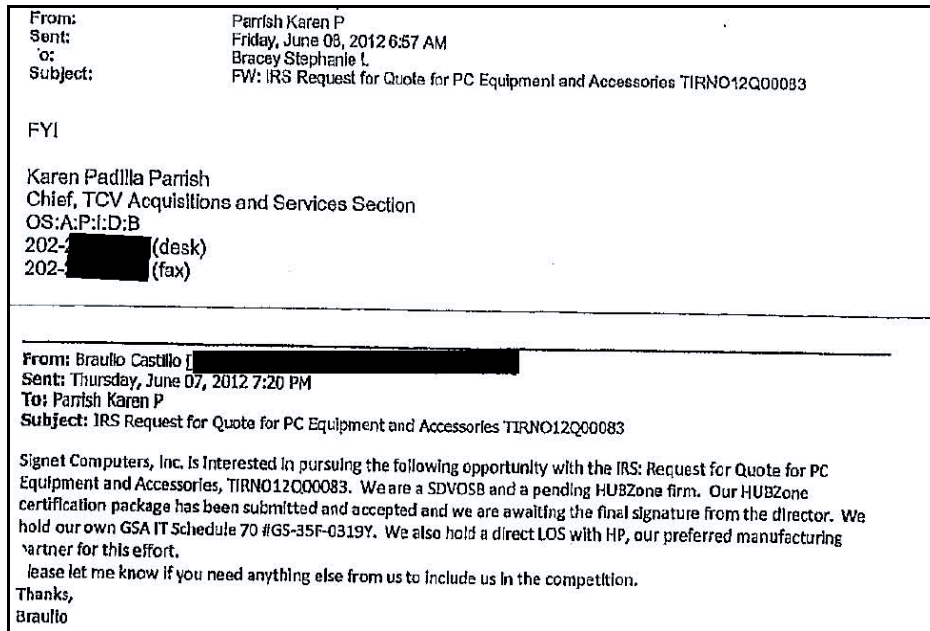 From: Parrish Karen P
Sent: Friday, June 08, 2012 6:57 AM
To: Bracey Stephanie L
Subject: FW: IRS Request for Quote for PC Equipment and Accessories TIRNO12Q00083
FYI
Karen Padilla Parrish
Chief, TCV Acquisitions and Services Section
OS:A:P:I:D:B
202-2 (desk)
202- (fax)
From: Braulio Castillo [
Sent: Thursday, June 07, 2012 7:20 PM
To: Parrish Karen P
Subject: IRS Request for Quote for PC Equipment and Accessories TIRNO12Q00083
Signet Computers, Inc. is interested in pursuing the following opportunity with the IRS: Request for Quote for PC
Equipment and Accessories, TIRNO12Q00083. We are a SDVOSB and a pending HUBZone firm. Our HUBZone
certification package has been submitted and accepted and we are awaiting the final signature from the director. We
hold our own GSA IT Schedule 70 #GS-35F-0319Y. We also hold a direct LOS with HP, our preferred manufacturing
partner for this effort.
lease let me know if you need anything else from us to include us in the competition.
Thanks,
Braulio